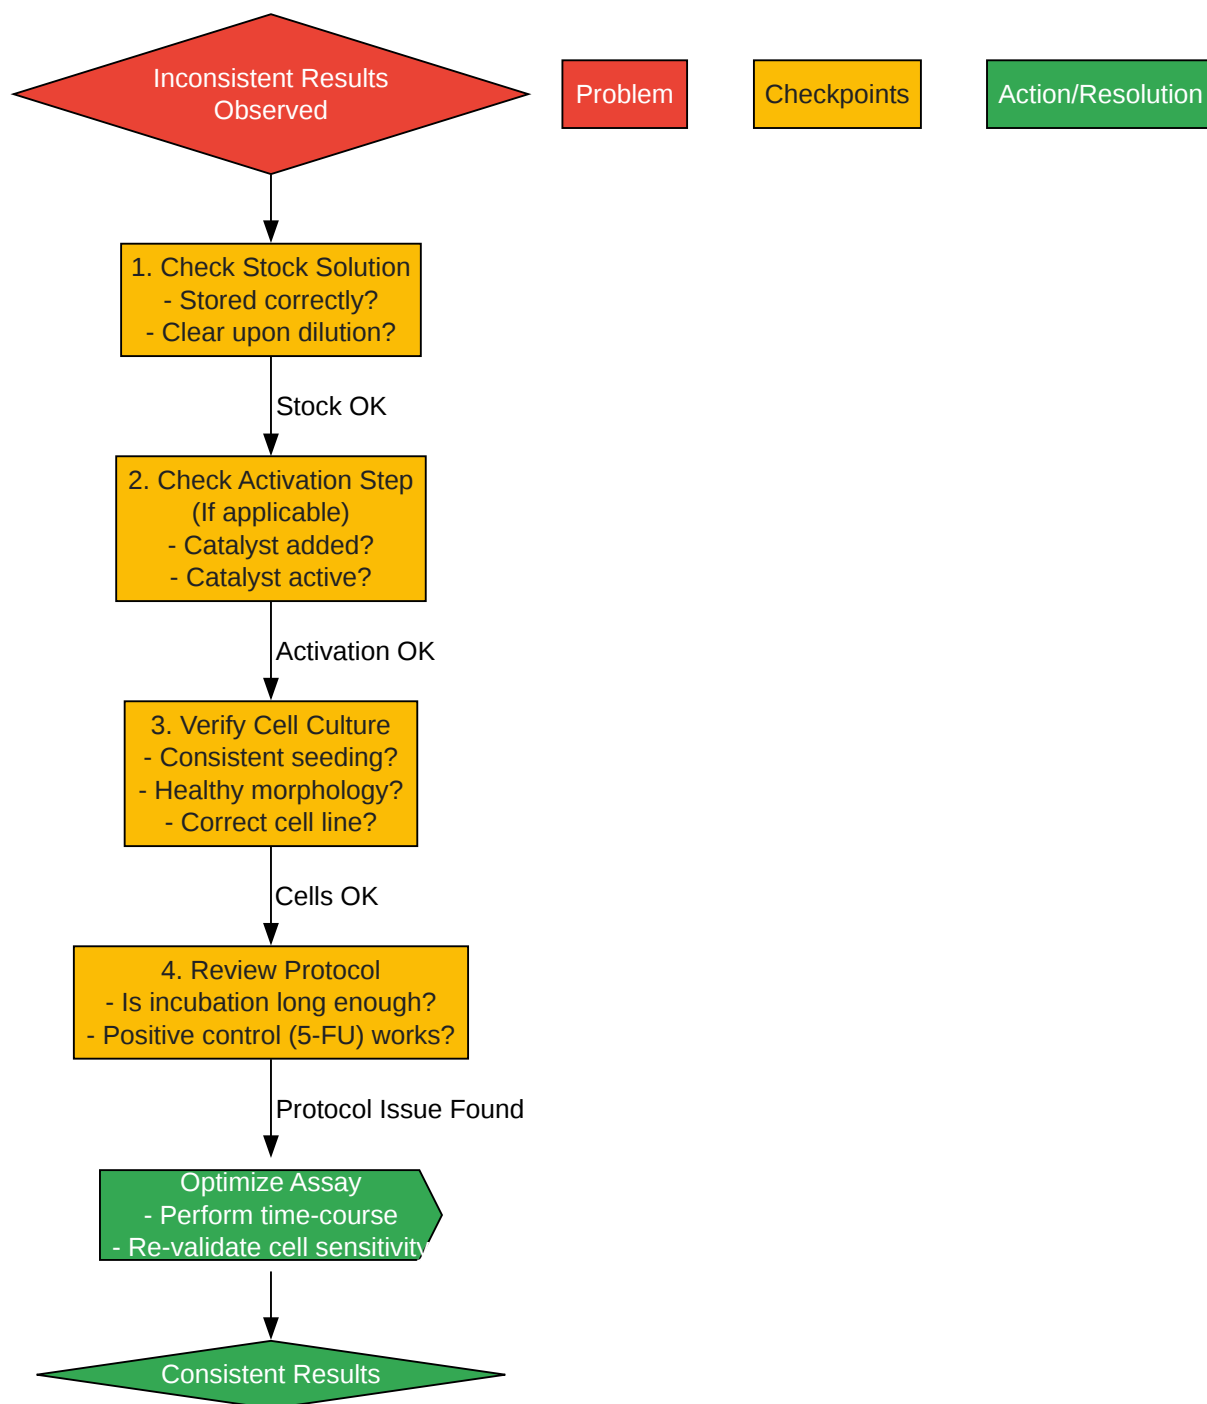 Inconsistent Results
Observed
Problem
Checkpoints
Action/Resolution
1. Check Stock Solution
- Stored correctly?
- Clear upon dilution?
Stock OK
2. Check Activation Step
(If applicable)
- Catalyst added?
- Catalyst active?
Activation OK
3. Verify Cell Culture
- Consistent seeding?
- Healthy morphology?
- Correct cell line?
Cells OK
4. Review Protocol
- Is incubation long enough?
- Positive control (5-FU) works?
Protocol Issue Found
Optimize Assay
- Perform time-course
- Re-validate cell sensitivity
Consistent Results